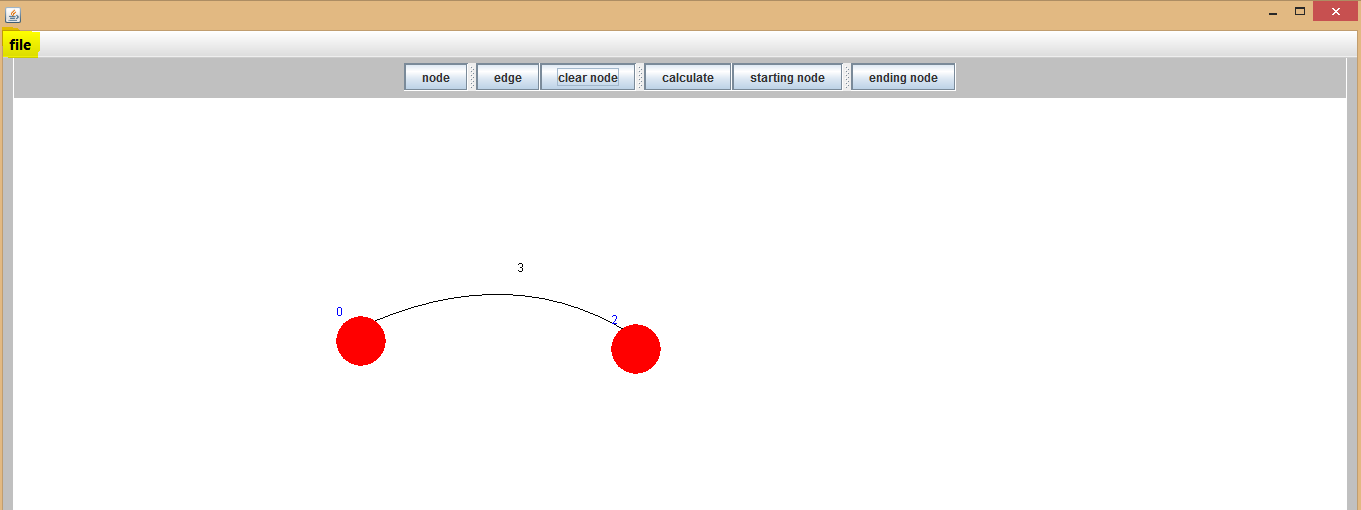 file
node edge clear node calculate starting node ending node
3
0
2